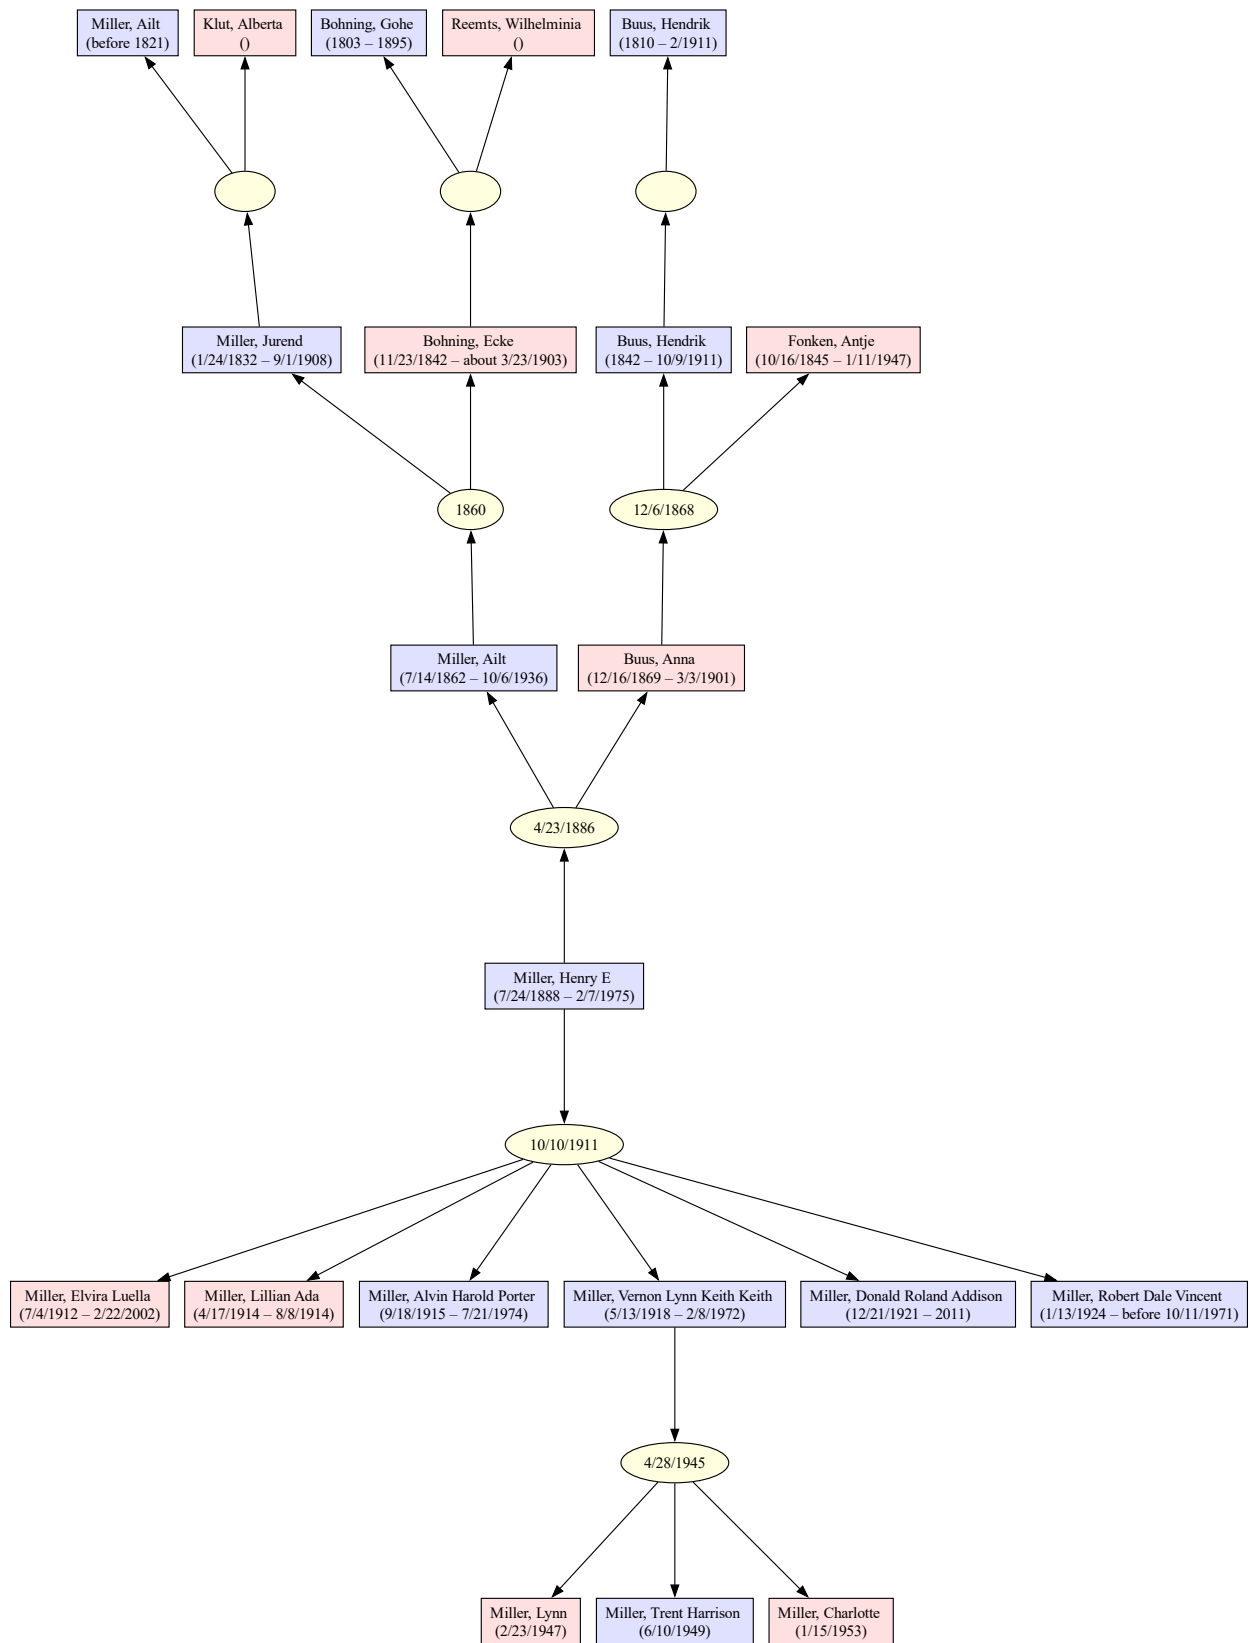 Miller, Ailt
(before 1821)
Klut, Alberta
()
Bohning, Gohe
(1803 – 1895)
Reemts, Wilhelminia
()
Buus, Hendrik
(1810 – 2/1911)
Miller, Jurend
(1/24/1832 – 9/1/1908)
Bohning, Ecke
(11/23/1842 – about 3/23/1903)
Buus, Hendrik
(1842 – 10/9/1911)
Fonken, Antje
(10/16/1845 – 1/11/1947)
1860
12/6/1868
Miller, Ailt
(7/14/1862 – 10/6/1936)
Buus, Anna
(12/16/1869 – 3/3/1901)
4/23/1886
Miller, Henry E
(7/24/1888 – 2/7/1975)
10/10/1911
Miller, Elvira Luella
(7/4/1912 – 2/22/2002)
Miller, Lillian Ada
(4/17/1914 – 8/8/1914)
Miller, Alvin Harold Porter
(9/18/1915 – 7/21/1974)
Miller, Vernon Lynn Keith Keith
(5/13/1918 – 2/8/1972)
Miller, Donald Roland Addison
(12/21/1921 – 2011)
Miller, Robert Dale Vincent
(1/13/1924 – before 10/11/1971)
4/28/1945
Miller, Lynn
(2/23/1947)
Miller, Trent Harrison
(6/10/1949)
Miller, Charlotte
(1/15/1953)